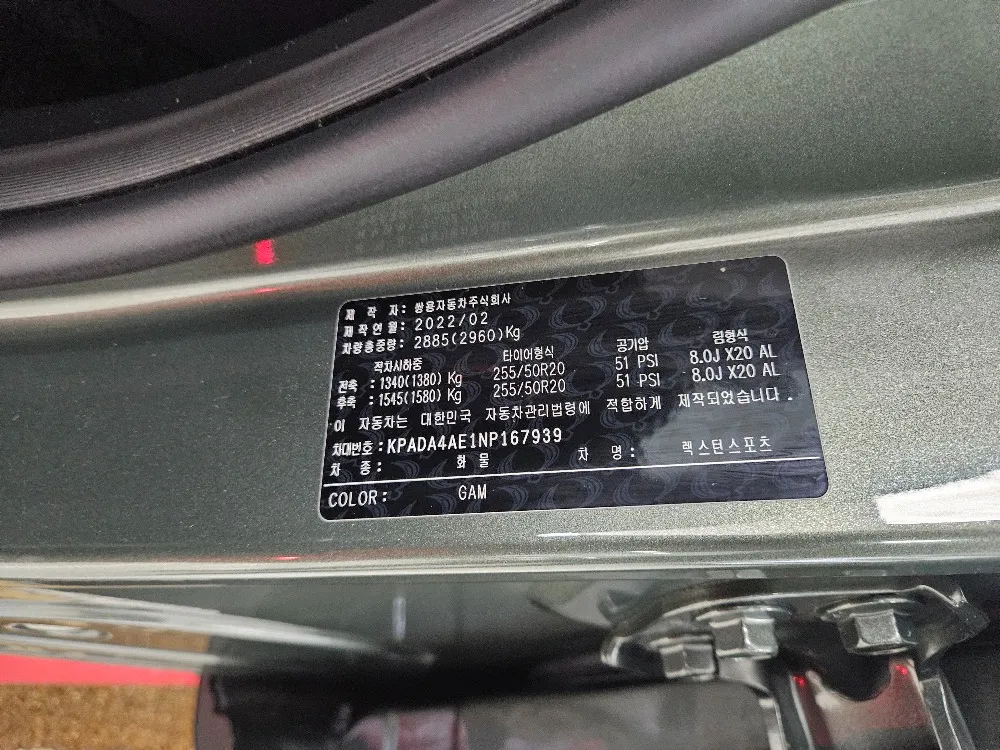 제 작 자: 쌍용자동차주식회사
제작연월: 2022/02
차량총중량: 2885(2960)Kg
적차시하중 타이어형식 공기압 림형식
전축 : 1340(1380) Kg 255/50R20 51 PSI 8.0J X20 AL
후축 : 1545(1580) Kg 255/50R20 51 PSI 8.0J X20 AL
이 자동차는 대한민국 자동차관리법령에 적합하게 제작되었습니다.
차대번호: KPADA4AE1NP167939
차 종: 화물 차 명: 렉스턴스포츠
COLOR: GAM